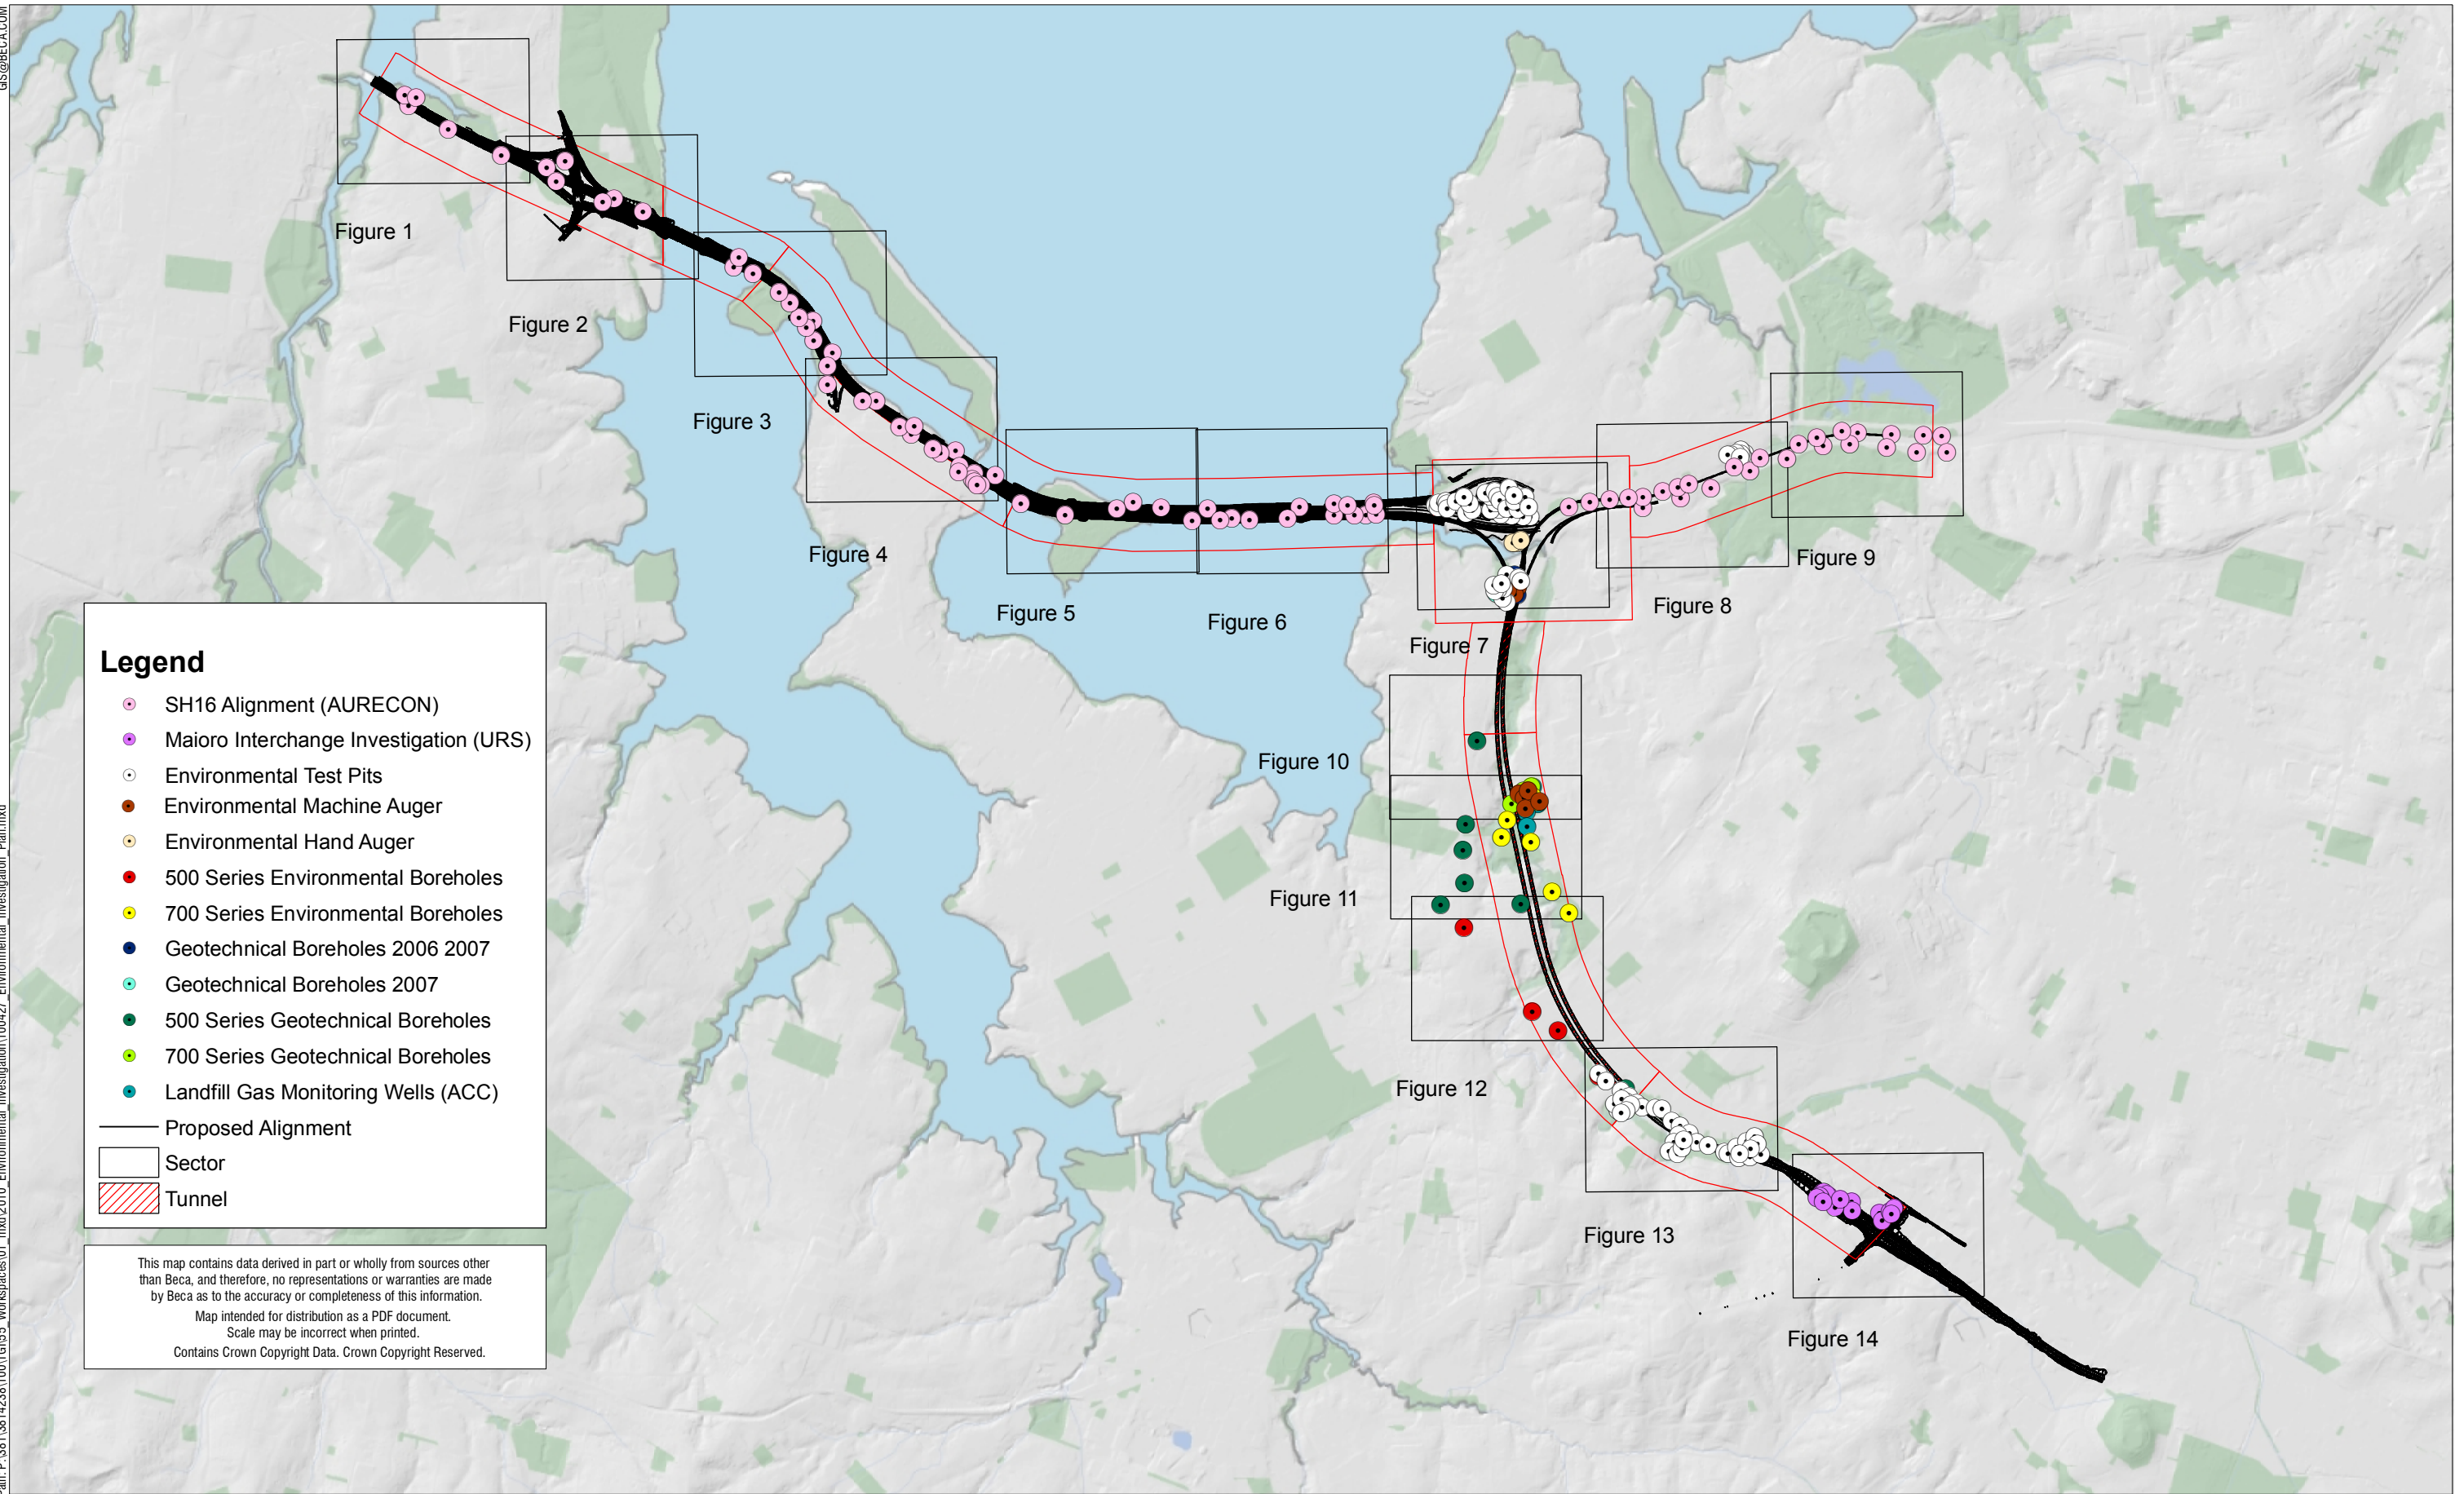 GIS@BECA.COM
Figure 1
Figure 2
Figure 3
Figure 4
Figure 5
Figure 6
Figure 7
Figure 8
Figure 9
Figure 10
Figure 11
Figure 12
Figure 13
Figure 14
Legend
SH16 Alignment (AURECON)
Maioro Interchange Investigation (URS)
Environmental Test Pits
Environmental Machine Auger
Environmental Hand Auger
500 Series Environmental Boreholes
700 Series Environmental Boreholes
Geotechnical Boreholes 2006 2007
Geotechnical Boreholes 2007
500 Series Geotechnical Boreholes
700 Series Geotechnical Boreholes
Landfill Gas Monitoring Wells (ACC)
Proposed Alignment
Sector
Tunnel
This map contains data derived in part or wholly from sources other
than Beca, and therefore, no representations or warranties are made
by Beca as to the accuracy or completeness of this information.
Map intended for distribution as a PDF document.
Scale may be incorrect when printed.
Contains Crown Copyright Data. Crown Copyright Reserved.